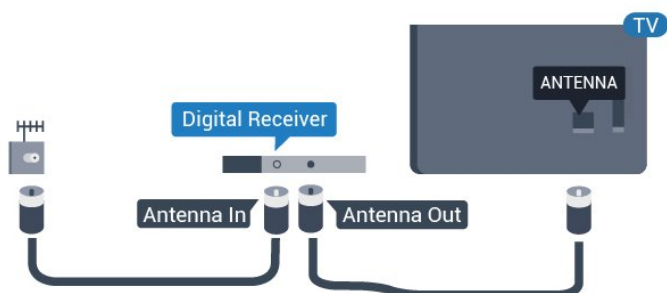 TV
ANTENNA
Digital Receiver
Antenna In
Antenna Out